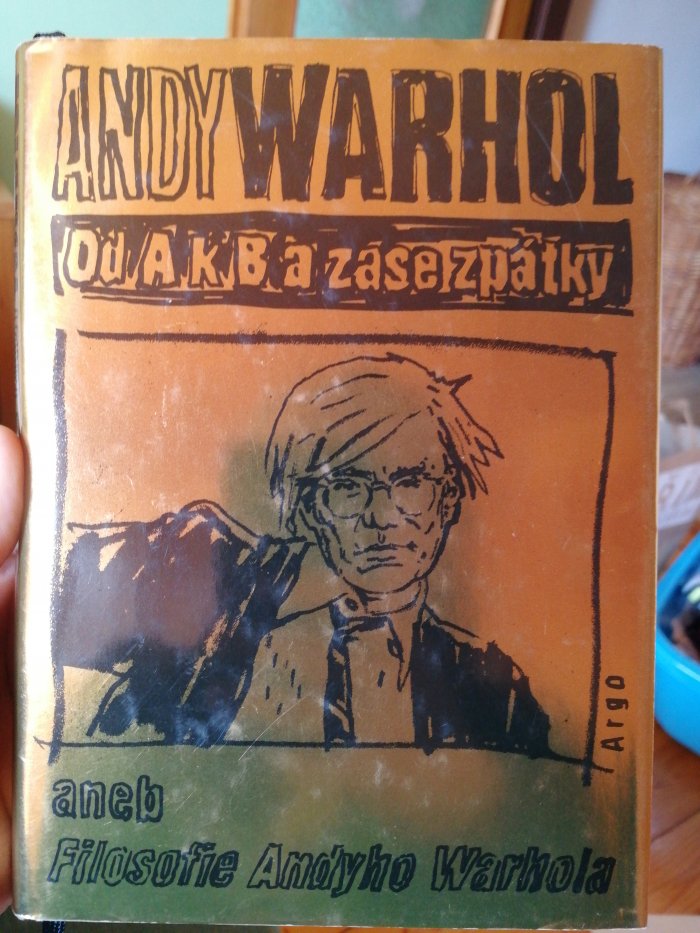 ANDY WARHOL
Od A k B a zase zpátky
Argo
aneb
Filosofie Andyho Warhola